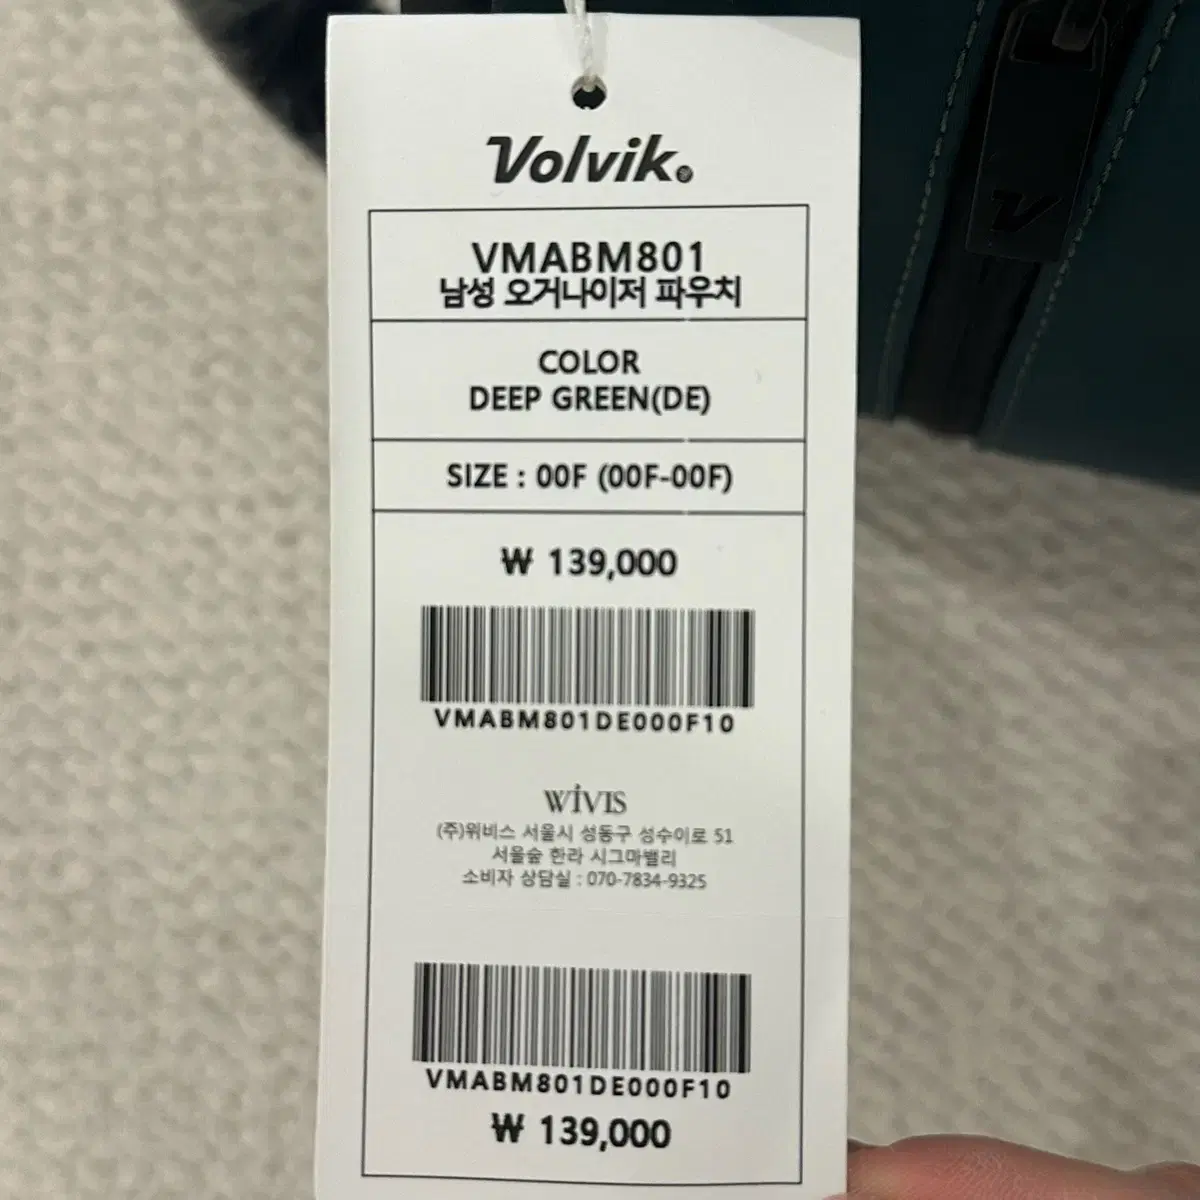 Volvik
VMABM801
남성 오거나이저 파우치
COLOR
DEEP GREEN(DE)
SIZE : 00F (00F-00F)
₩ 139,000
VMABM801DE000F10
WIVIS
(주)위비스 서울시 성동구 성수이로 51
서울숲 한라 시그마밸리
소비자 상담실 : 070-7834-9325
VMABM801DE000F10
₩ 139,000